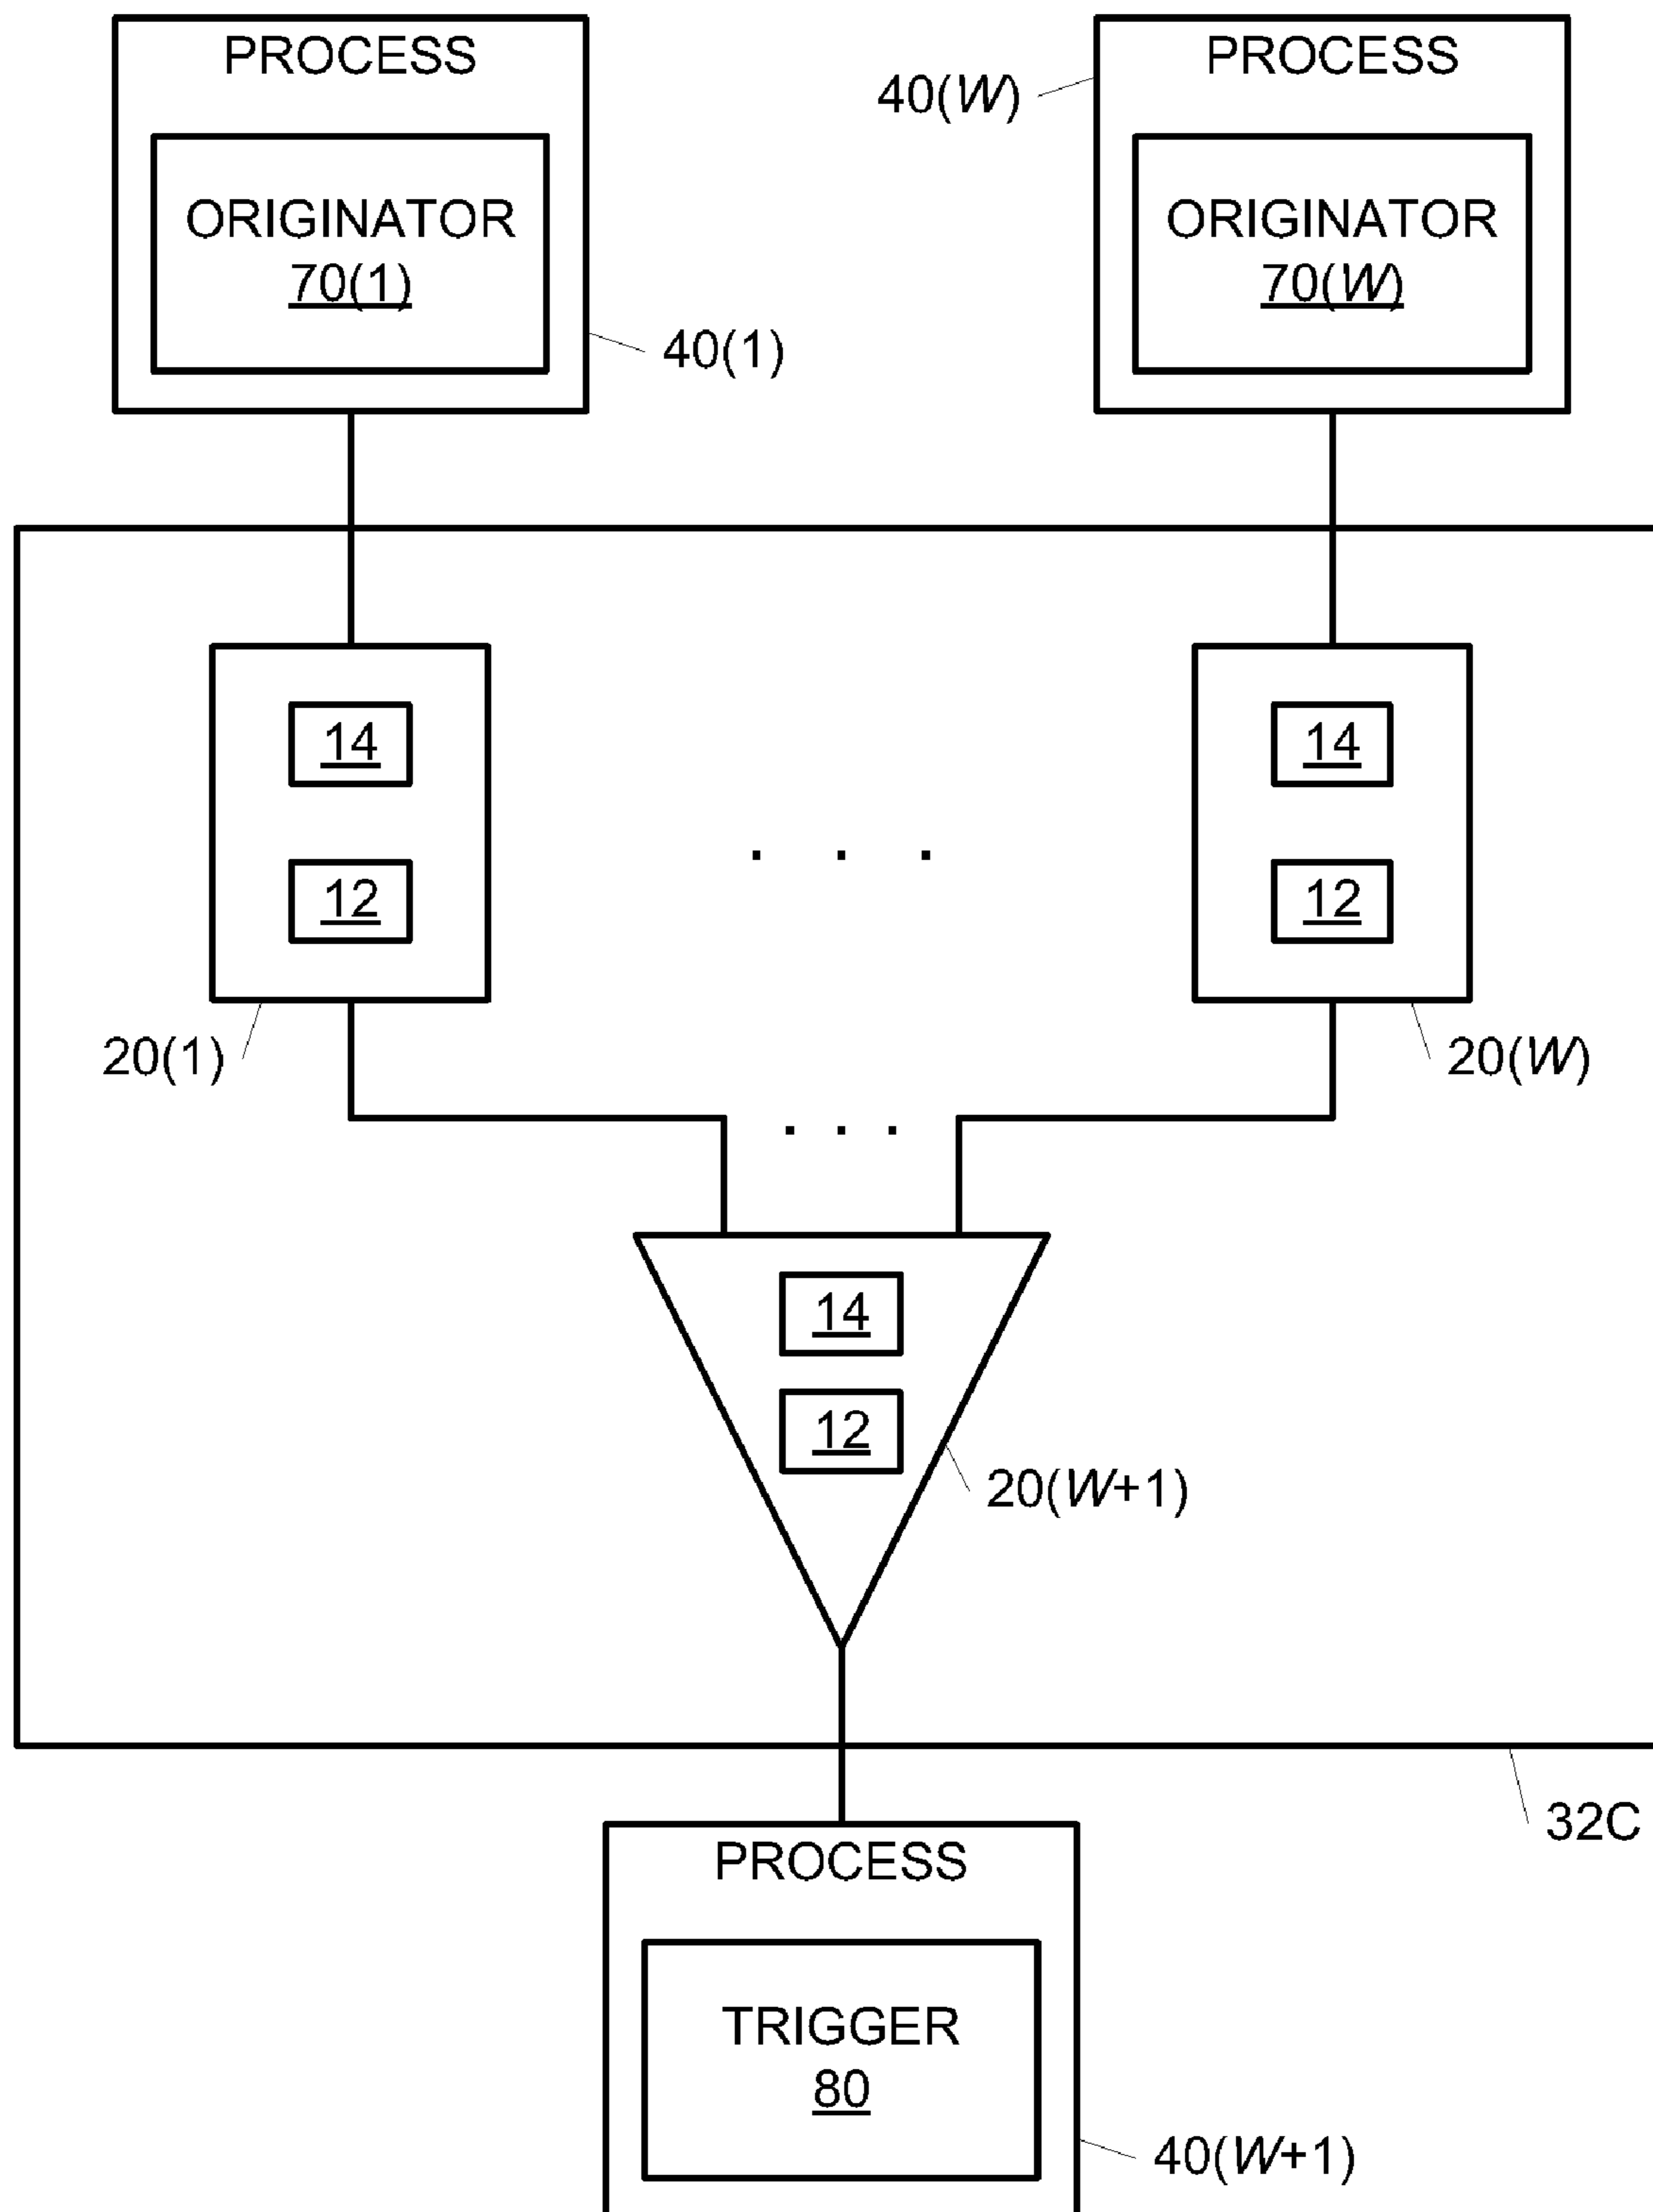 PROCESS
ORIGINATOR
70(1)
40(1)
PROCESS
40(W)
ORIGINATOR
70(W)
14
12
20(1)
. . .
14
12
20(W)
. . .
14
12
20(W+1)
32C
PROCESS
TRIGGER
80
40(W+1)